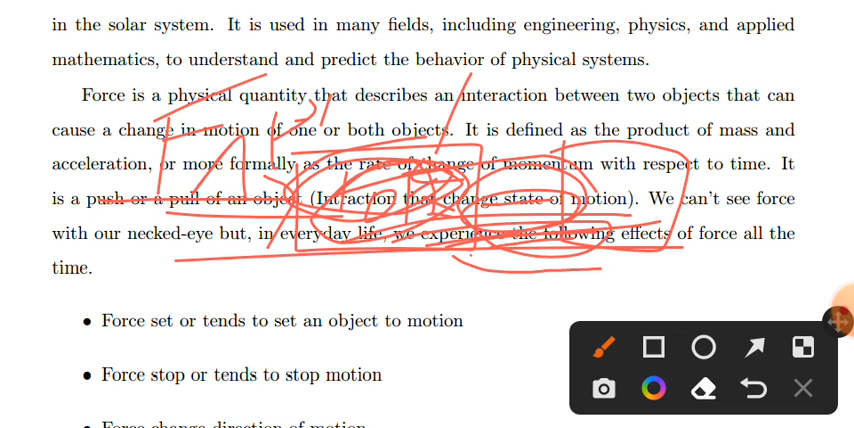 in the solar system. It is used in many fields, including engineering, physics, and applied
mathematics, to understand and predict the behavior of physical systems.
Force is a physical quantity that describes an interaction between two objects that can
cause a change in motion of one or both objects. It is defined as the product of mass and
acceleration, or more formally as the rate of change of momentum with respect to time. It
is a push or a pull of an object (Intraction that change state of motion). We can't see force
with our necked-eye but, in everyday life, we experience the following effects of force all the
time.
• Force set or tends to set an object to motion
• Force stop or tends to stop motion
• Force change direction of motion